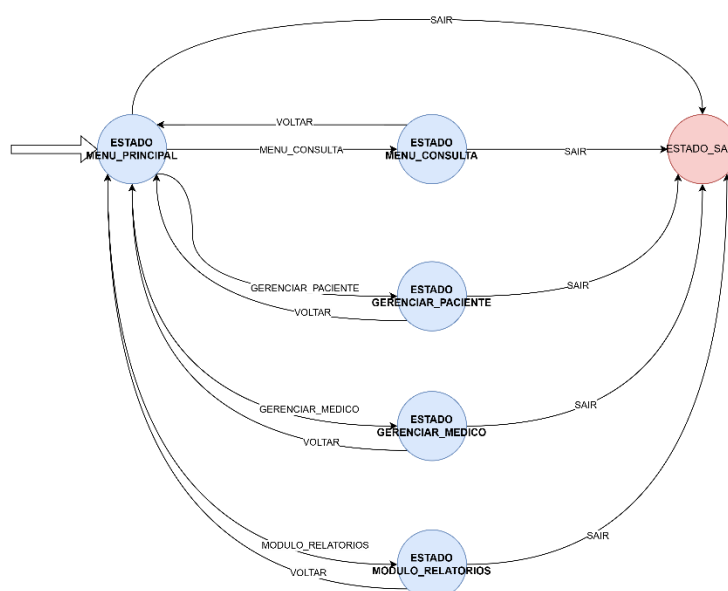 SAIR
VOLTAR
ESTADO
MENU_PRINCIPAL
MENU_CONSULTA
ESTADO
MENU_CONSULTA
SAIR
ESTADO_SA
GERENCIAR_PACIENTE
ESTADO
GERENCIAR_PACIENTE
SAIR
VOLTAR
GERENCIAR_MEDICO
ESTADO
GERENCIAR_MEDICO
SAIR
VOLTAR
MODULO_RELATORIOS
ESTADO
MODULO_RELATORIOS
SAIR
VOLTAR